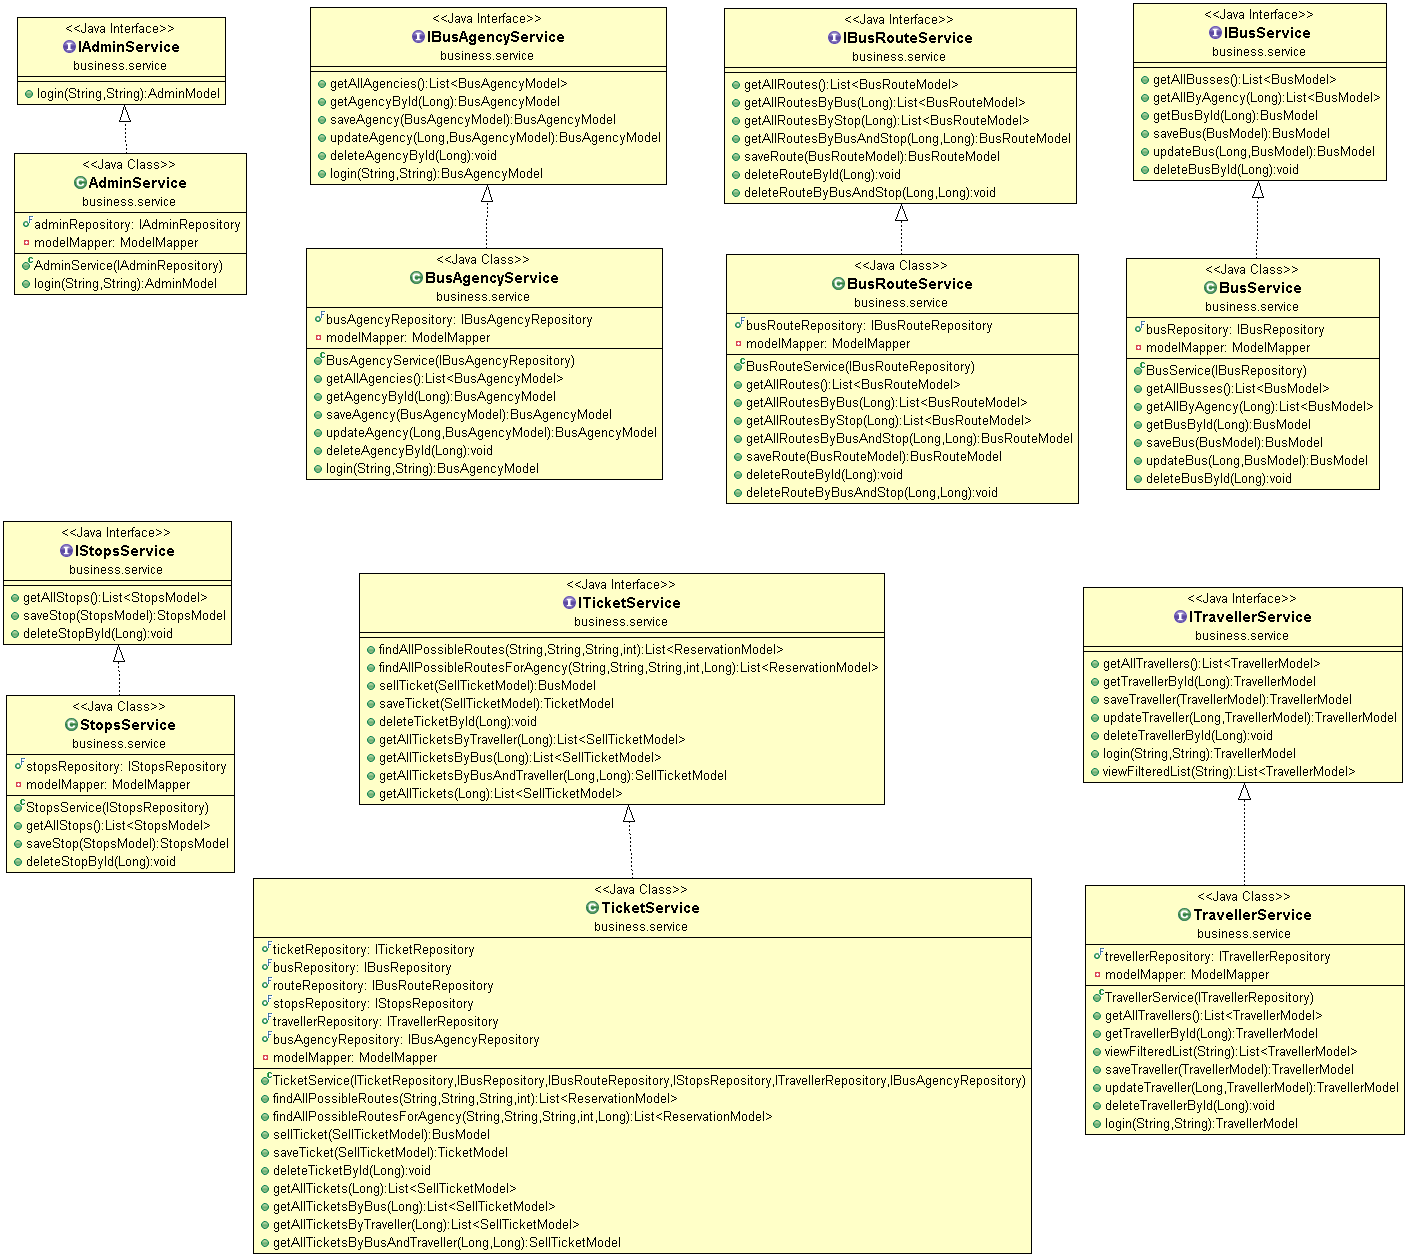 <<Java Interface>>
IAdminService
business.service
login(String,String):AdminModel
<<Java Class>>
AdminService
business.service
adminRepository: IAdminRepository
modelMapper: ModelMapper
AdminService(IAdminRepository)
login(String,String):AdminModel
<<Java Interface>>
IBusAgencyService
business.service
getAllAgencies():List<BusAgencyModel>
getAgencyById(Long):BusAgencyModel
saveAgency(BusAgencyModel):BusAgencyModel
updateAgency(Long,BusAgencyModel):BusAgencyModel
deleteAgencyById(Long):void
login(String,String):BusAgencyModel
<<Java Class>>
BusAgencyService
business.service
busAgencyRepository: IBusAgencyRepository
modelMapper: ModelMapper
BusAgencyService(IBusAgencyRepository)
getAllAgencies():List<BusAgencyModel>
getAgencyById(Long):BusAgencyModel
saveAgency(BusAgencyModel):BusAgencyModel
updateAgency(Long,BusAgencyModel):BusAgencyModel
deleteAgencyById(Long):void
login(String,String):BusAgencyModel
<<Java Interface>>
IBusRouteService
business.service
getAllRoutes():List<BusRouteModel>
getAllRoutesByBus(Long):List<BusRouteModel>
getAllRoutesByStop(Long):List<BusRouteModel>
getAllRoutesByBusAndStop(Long,Long):BusRouteModel
saveRoute(BusRouteModel):BusRouteModel
deleteRouteById(Long):void
deleteRouteByBusAndStop(Long,Long):void
<<Java Class>>
BusRouteService
business.service
busRouteRepository: IBusRouteRepository
modelMapper: ModelMapper
BusRouteService(IBusRouteRepository)
getAllRoutes():List<BusRouteModel>
getAllRoutesByBus(Long):List<BusRouteModel>
getAllRoutesByStop(Long):List<BusRouteModel>
getAllRoutesByBusAndStop(Long,Long):BusRouteModel
saveRoute(BusRouteModel):BusRouteModel
deleteRouteById(Long):void
deleteRouteByBusAndStop(Long,Long):void
<<Java Interface>>
IBusService
business.service
getAllBusses():List<BusModel>
getAllByAgency(Long):List<BusModel>
getBusById(Long):BusModel
saveBus(BusModel):BusModel
updateBus(Long,BusModel):BusModel
deleteBusById(Long):void
<<Java Class>>
BusService
business.service
busRepository: IBusRepository
modelMapper: ModelMapper
BusService(IBusRepository)
getAllBusses():List<BusModel>
getAllByAgency(Long):List<BusModel>
getBusById(Long):BusModel
saveBus(BusModel):BusModel
updateBus(Long,BusModel):BusModel
deleteBusById(Long):void
<<Java Interface>>
IStopsService
business.service
getAllStops():List<StopsModel>
saveStop(StopsModel):StopsModel
deleteStopById(Long):void
<<Java Class>>
StopsService
business.service
stopsRepository: IStopsRepository
modelMapper: ModelMapper
StopsService(IStopsRepository)
getAllStops():List<StopsModel>
saveStop(StopsModel):StopsModel
deleteStopById(Long):void
<<Java Interface>>
ITicketService
business.service
findAllPossibleRoutes(String,String,String,int):List<ReservationModel>
findAllPossibleRoutesForAgency(String,String,String,int,Long):List<ReservationModel>
sellTicket(SellTicketModel):BusModel
saveTicket(SellTicketModel):TicketModel
deleteTicketById(Long):void
getAllTicketsByTraveller(Long):List<SellTicketModel>
getAllTicketsByBus(Long):List<SellTicketModel>
getAllTicketsByBusAndTraveller(Long,Long):SellTicketModel
getAllTickets(Long):List<SellTicketModel>
<<Java Class>>
TicketService
business.service
ticketRepository: ITicketRepository
busRepository: IBusRepository
routeRepository: IBusRouteRepository
stopsRepository: IStopsRepository
travellerRepository: ITravellerRepository
busAgencyRepository: IBusAgencyRepository
modelMapper: ModelMapper
TicketService(ITicketRepository,IBusRepository,IBusRouteRepository,IStopsRepository,ITravellerRepository,IBusAgencyRepository)
findAllPossibleRoutes(String,String,String,int):List<ReservationModel>
findAllPossibleRoutesForAgency(String,String,String,int,Long):List<ReservationModel>
sellTicket(SellTicketModel):BusModel
saveTicket(SellTicketModel):TicketModel
deleteTicketById(Long):void
getAllTickets(Long):List<SellTicketModel>
getAllTicketsByBus(Long):List<SellTicketModel>
getAllTicketsByTraveller(Long):List<SellTicketModel>
getAllTicketsByBusAndTraveller(Long,Long):SellTicketModel
<<Java Interface>>
ITravellerService
business.service
getAllTravellers():List<TravellerModel>
getTravellerById(Long):TravellerModel
saveTraveller(TravellerModel):TravellerModel
updateTraveller(Long,TravellerModel):TravellerModel
deleteTravellerById(Long):void
login(String,String):TravellerModel
viewFilteredList(String):List<TravellerModel>
<<Java Class>>
TravellerService
business.service
trevellerRepository: ITravellerRepository
modelMapper: ModelMapper
TravellerService(ITravellerRepository)
getAllTravellers():List<TravellerModel>
getTravellerById(Long):TravellerModel
viewFilteredList(String):List<TravellerModel>
saveTraveller(TravellerModel):TravellerModel
updateTraveller(Long,TravellerModel):TravellerModel
deleteTravellerById(Long):void
login(String,String):TravellerModel